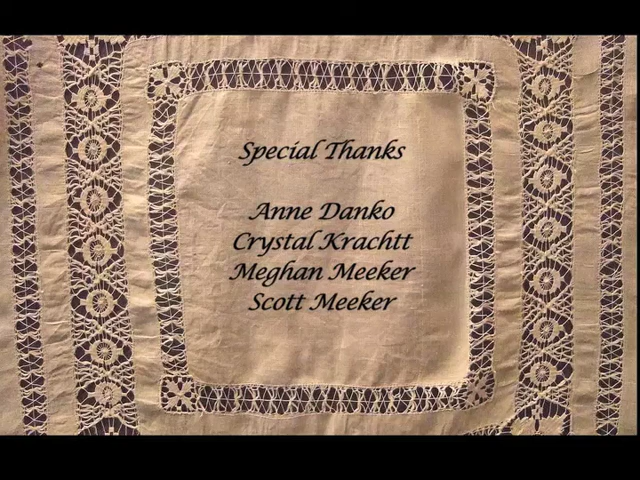 Special Thanks
Anne Danko
Crystal Krachtt
Meghan Meeker
Scott Meeker